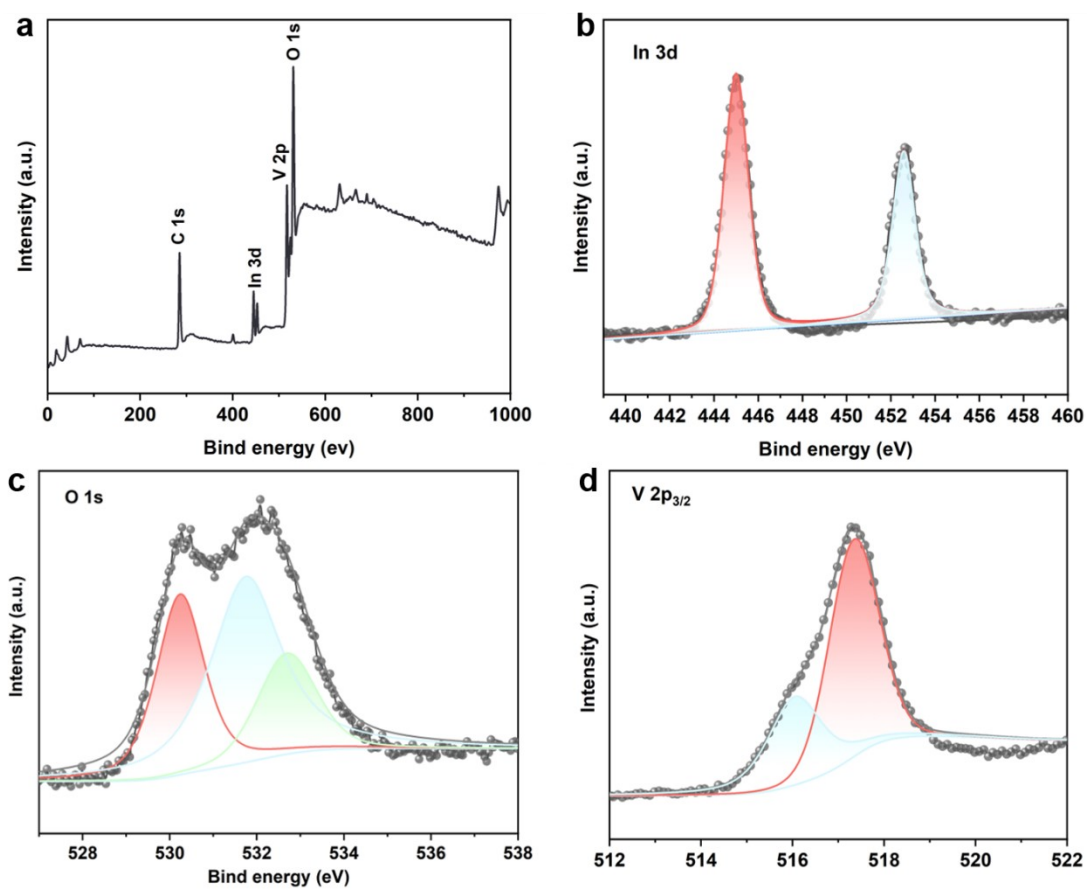 a
O 1s
V 2p
C 1s
In 3d
Intensity (a.u.)
0 200 400 600 800 1000
Bind energy (ev)
b
In 3d
Intensity (a.u.)
440 442 444 446 448 450 452 454 456 458 460
Bind energy (eV)
c
O 1s
Intensity (a.u.)
528 530 532 534 536 538
Bind energy (eV)
d
V 2p3/2
Intensity (a.u.)
512 514 516 518 520 522